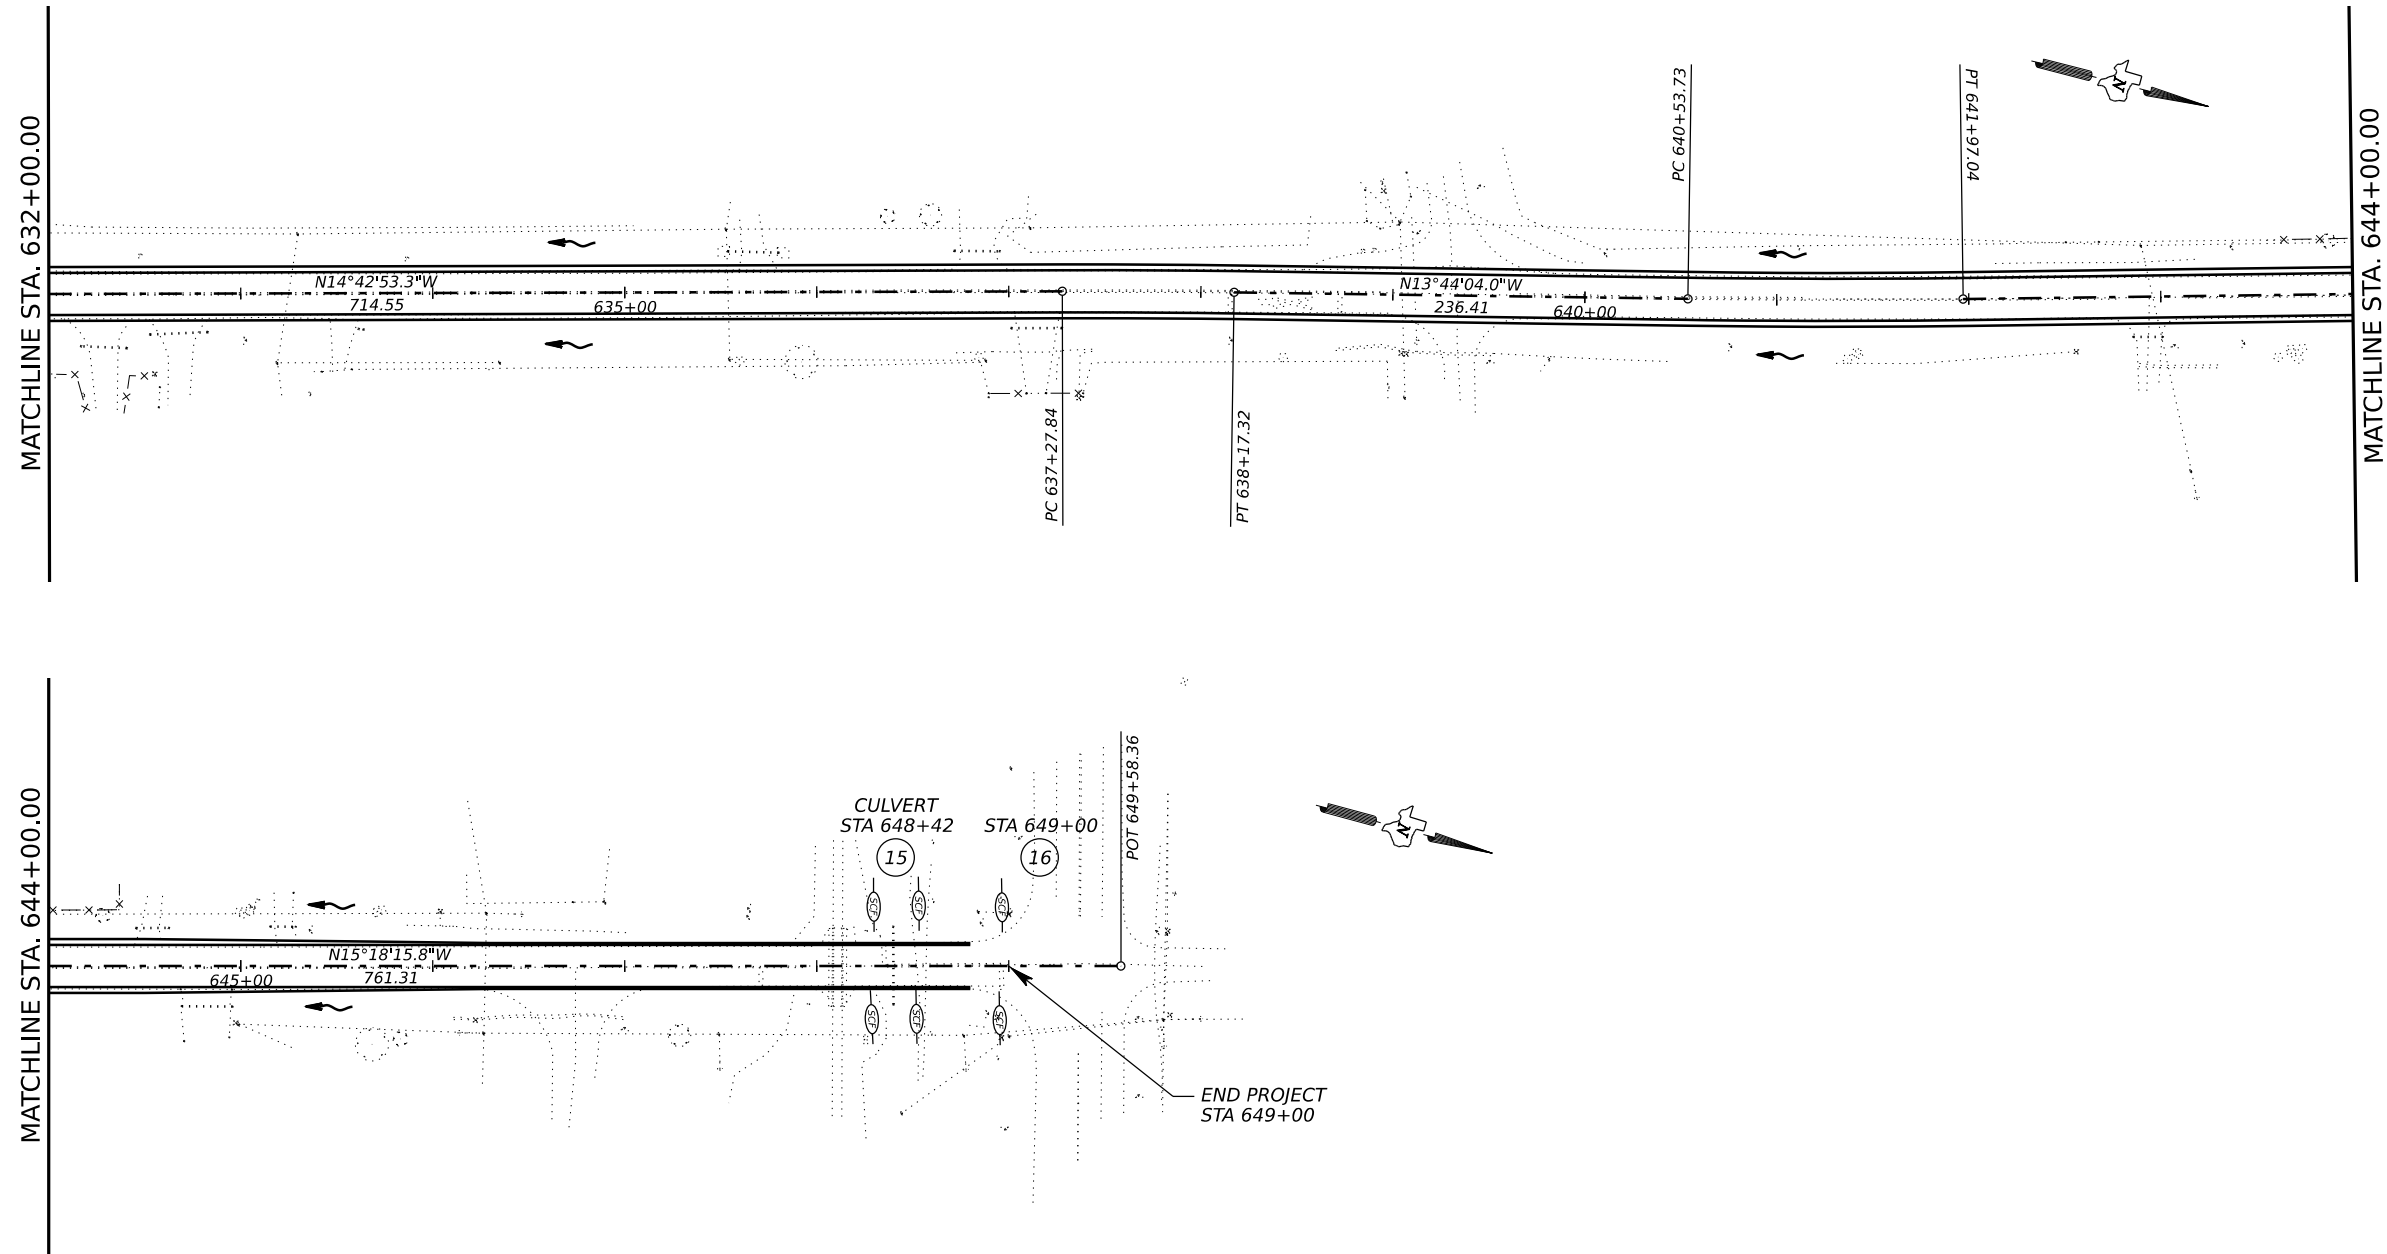 MATCHLINE STA. 632+00.00
N14°42'53.3"W
714.55
635+00
PC 637+27.84
PT 638+17.32
N13°44'04.0"W
236.41
640+00
PC 640+53.73
PT 641+97.04
N
MATCHLINE STA. 644+00.00
MATCHLINE STA. 644+00.00
N15°18'15.8"W
761.31
645+00
CULVERT
STA 648+42
15
STA 649+00
16
SCF
SCF
SCF
SCF
SCF
SCF
POT 649+58.36
N
END PROJECT
STA 649+00